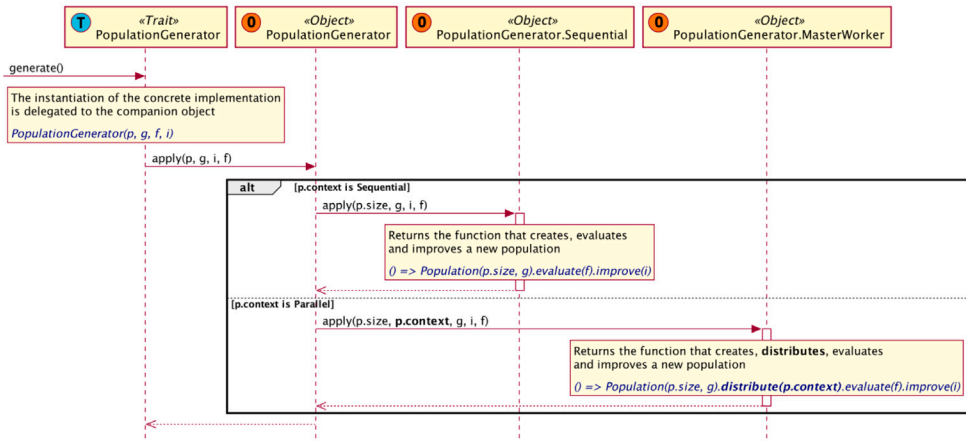 T
«Trait»
PopulationGenerator
O
«Object»
PopulationGenerator
O
«Object»
PopulationGenerator.Sequential
O
«Object»
PopulationGenerator.MasterWorker
generate()
The instantiation of the concrete implementation
is delegated to the companion object
PopulationGenerator(p, g, f, i)
apply(p, g, i, f)
alt
[p.context is Sequential]
apply(p.size, g, i, f)
Returns the function that creates, evaluates
and improves a new population
() => Population(p.size, g).evaluate(f).improve(i)
[p.context is Parallel]
apply(p.size, p.context, g, i, f)
Returns the function that creates, distributes, evaluates
and improves a new population
() => Population(p.size, g).distribute(p.context).evaluate(f).improve(i)